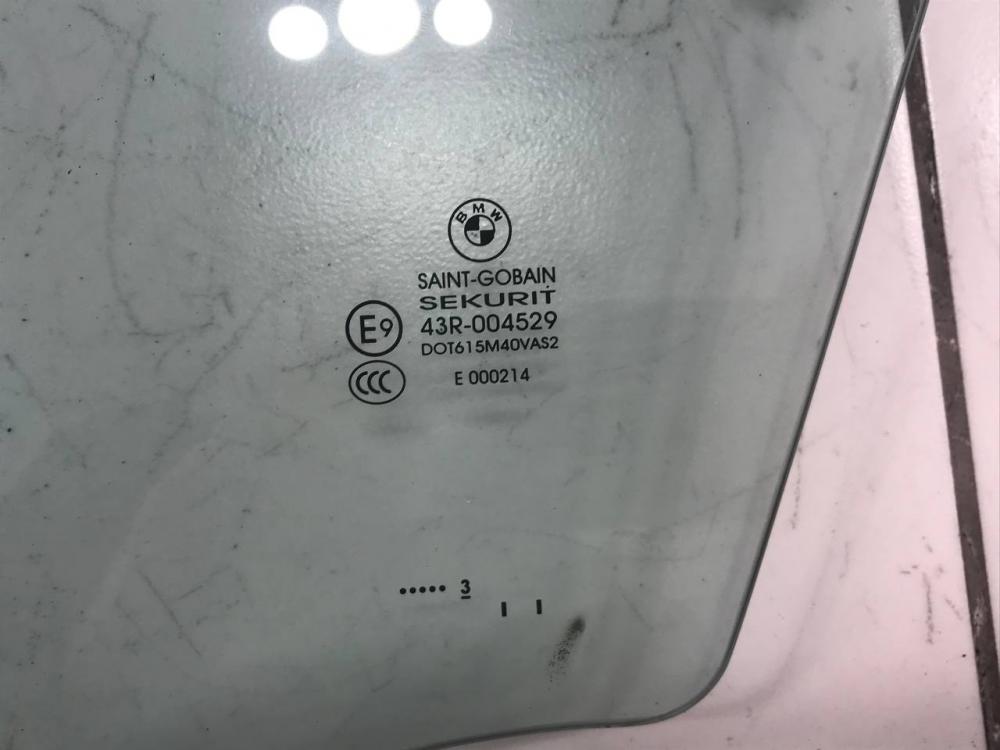 BMW
SAINT-GOBAIN
SEKURIT
E9
43R-004529
DOT615M40VAS2
CCC
E 000214
..... 3